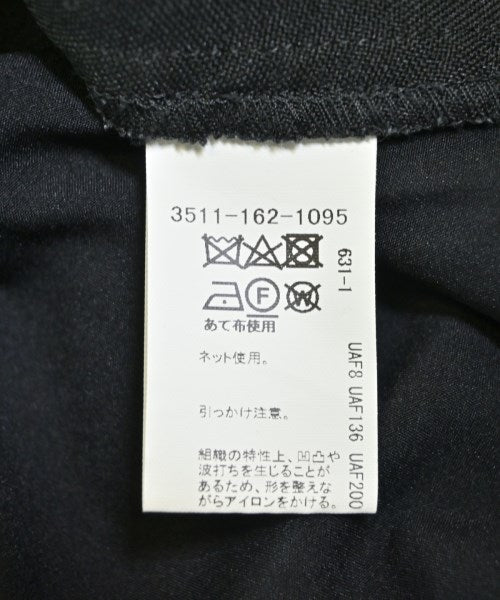 3511-162-1095
F
W
あて布使用
ネット使用。
引っかけ注意。
組織の特性上、凹凸や
波打ちを生じることが
あるため、形を整えな
がらアイロンをかける。
631-1
UAF8 UAF136 UAF200